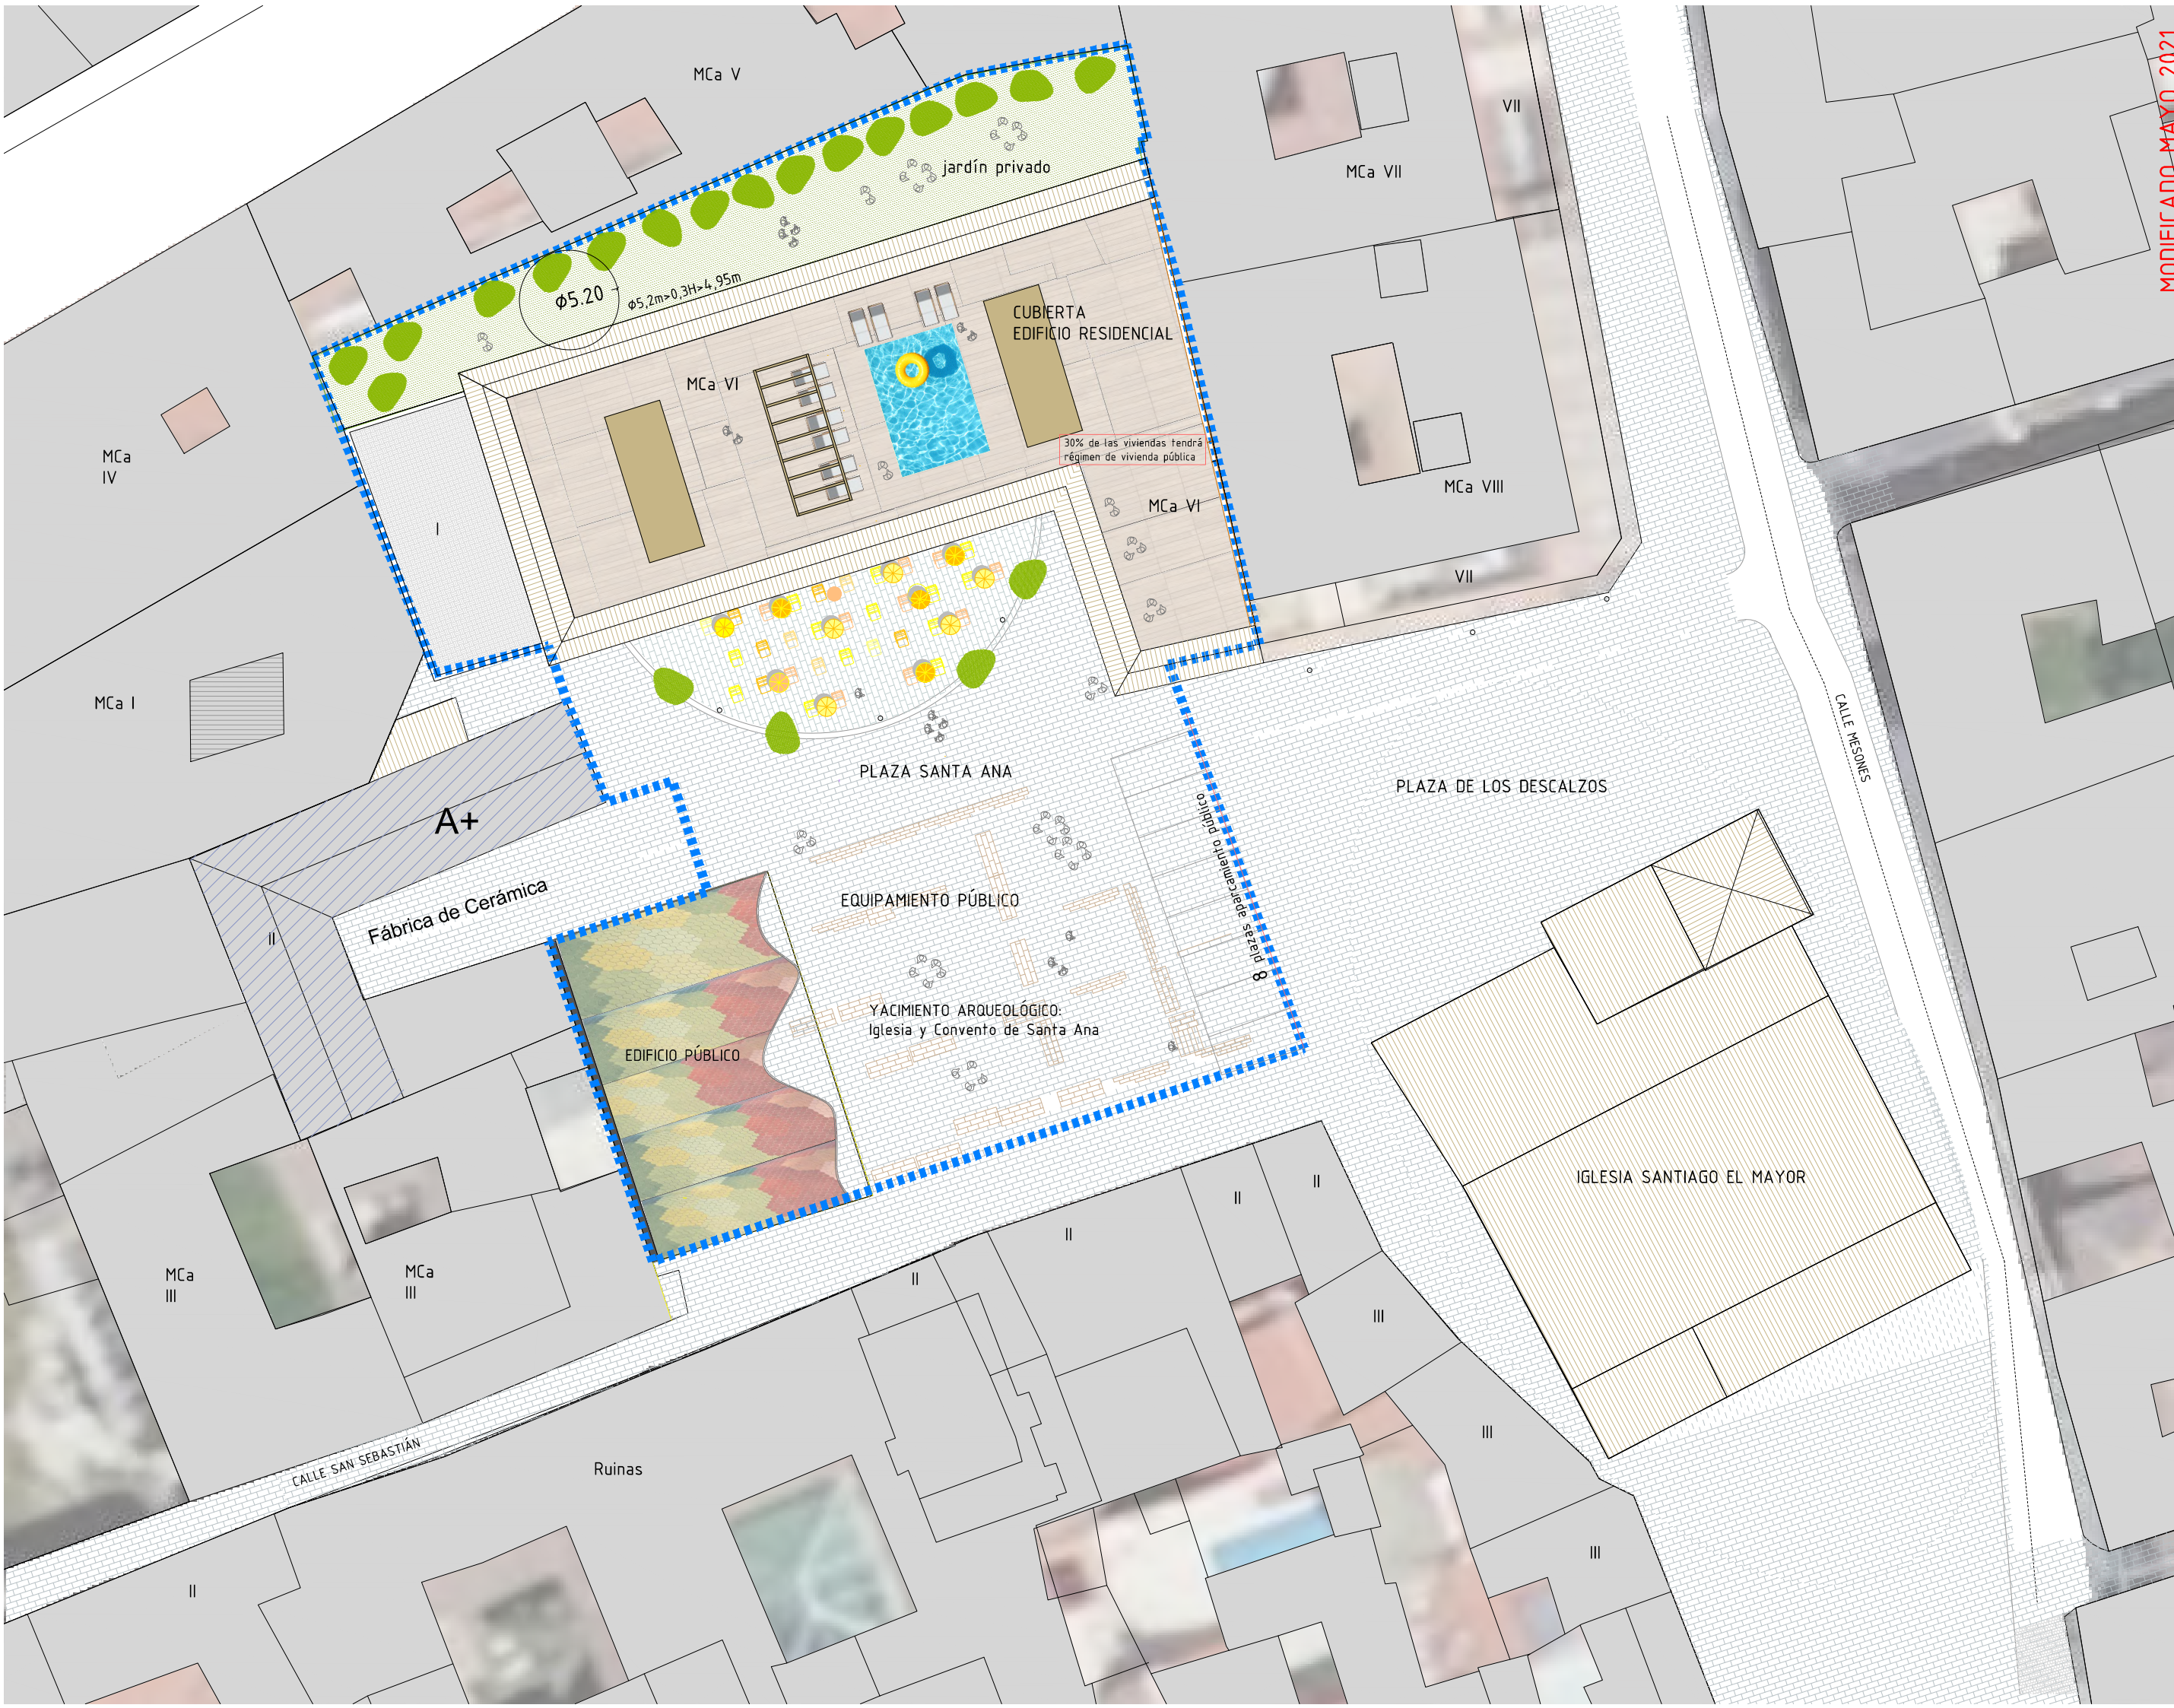 MCa V
VII
MODIFICADO MAYO 2021
jardín privado
MCa VII
Ø5.20
Ø5,2m>0,3H>4,95m
CUBIERTA
EDIFICIO RESIDENCIAL
MCa VI
30% de las viviendas tendrá
régimen de vivienda pública
MCa
IV
MCa VI
MCa VIII
I
VII
MCa I
CALLE MESONES
PLAZA SANTA ANA
PLAZA DE LOS DESCALZOS
A+
8 plazas aparcamiento público
EQUIPAMIENTO PÚBLICO
Fábrica de Cerámica
II
YACIMIENTO ARQUEOLÓGICO:
Iglesia y Convento de Santa Ana
EDIFICIO PÚBLICO
IGLESIA SANTIAGO EL MAYOR
II
II
II
II
MCa
III
MCa
III
III
III
CALLE SAN SEBASTIÁN
Ruinas
III
II